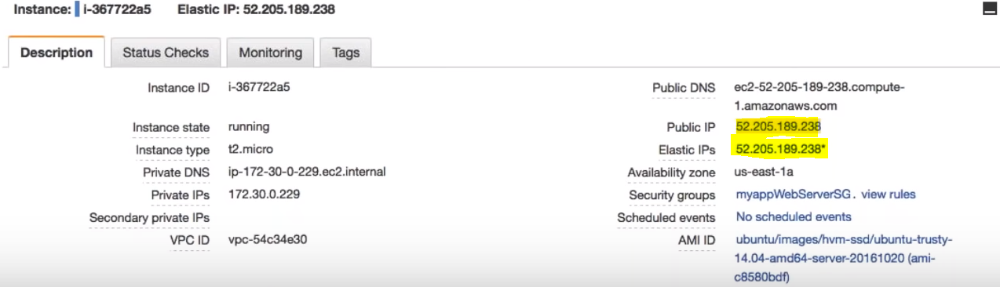 Instance: i-367722a5 Elastic IP: 52.205.189.238
Description Status Checks Monitoring Tags
Instance ID i-367722a5
Instance state running
Instance type t2.micro
Private DNS ip-172-30-0-229.ec2.internal
Private IPs 172.30.0.229
Secondary private IPs
VPC ID vpc-54c34e30
Public DNS ec2-52-205-189-238.compute-
1.amazonaws.com
Public IP 52.205.189.238
Elastic IPs 52.205.189.238*
Availability zone us-east-1a
Security groups myappWebServerSG. view rules
Scheduled events No scheduled events
AMI ID ubuntu/images/hvm-ssd/ubuntu-trusty-
14.04-amd64-server-20161020 (ami-
c8580bdf)